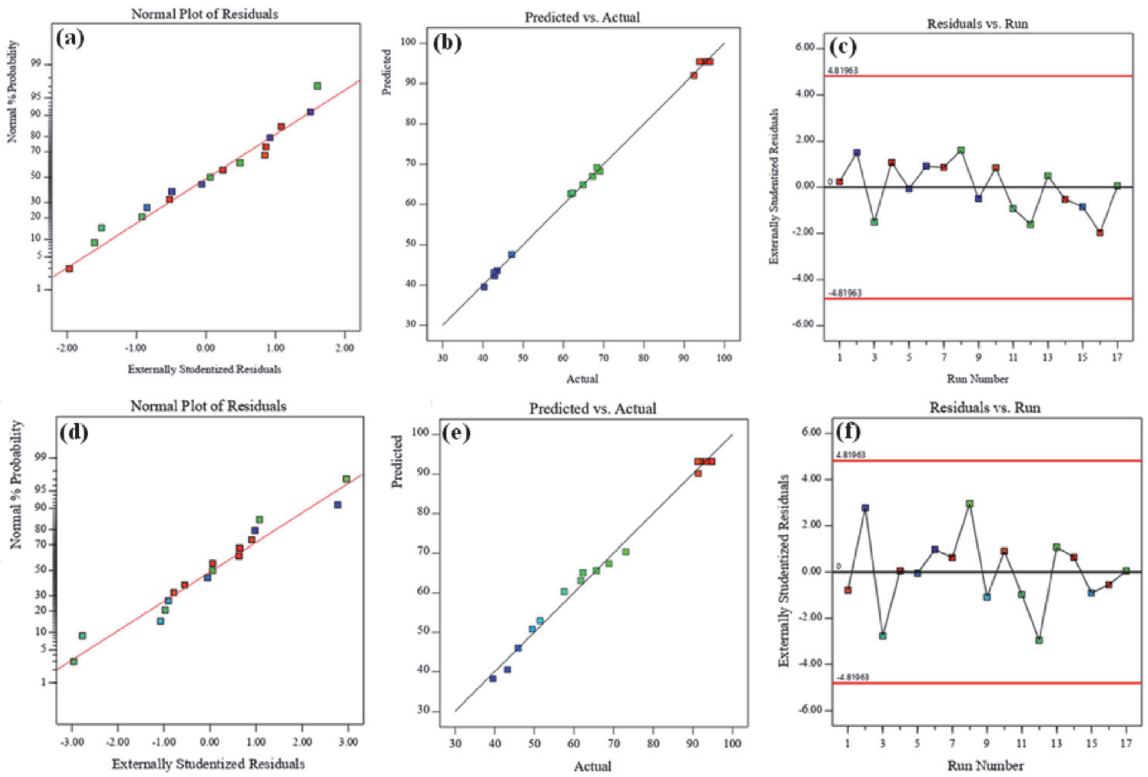 Normal Plot of Residuals
(a)
Normal % Probability
99
95
90
80
70
50
30
20
10
5
1
-2.00 -1.00 0.00 1.00 2.00
Externally Studentized Residuals
Predicted vs. Actual
(b)
Predicted
100
90
80
70
60
50
40
30
30 40 50 60 70 80 90 100
Actual
Residuals vs. Run
(c)
Externally Studentized Residuals
6.00
4.81963
4.00
2.00
0
0.00
-2.00
-4.00
-4.81963
-6.00
1 3 5 7 9 11 13 15 17
Run Number
Normal Plot of Residuals
(d)
Normal % Probability
99
95
90
80
70
50
30
20
10
5
1
-3.00 -2.00 -1.00 0.00 1.00 2.00 3.00
Externally Studentized Residuals
Predicted vs. Actual
(e)
Predicted
100
90
80
70
60
50
40
30
30 40 50 60 70 80 90 100
Actual
Residuals vs. Run
(f)
Externally Studentized Residuals
6.00
4.81963
4.00
2.00
0
0.00
-2.00
-4.00
-4.81963
-6.00
1 3 5 7 9 11 13 15 17
Run Number